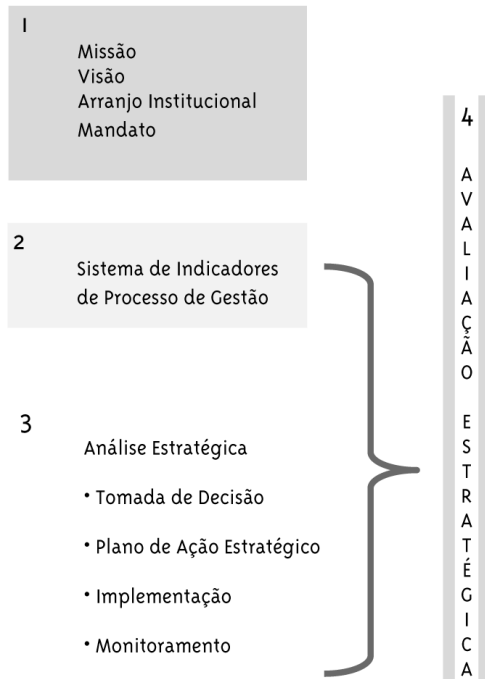 1
Missão
Visão
Arranjo Institucional
Mandato
2
Sistema de Indicadores
de Processo de Gestão
3
Análise Estratégica
• Tomada de Decisão
• Plano de Ação Estratégico
• Implementação
• Monitoramento
4
AVALIAÇÃO ESTRATÉGICA